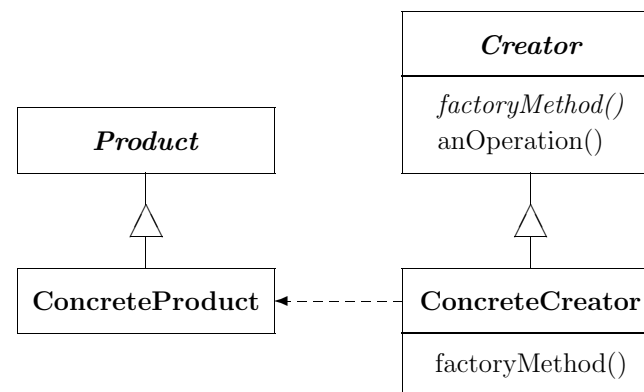 Creator
factoryMethod()
anOperation()
Product
ConcreteProduct
ConcreteCreator
factoryMethod()